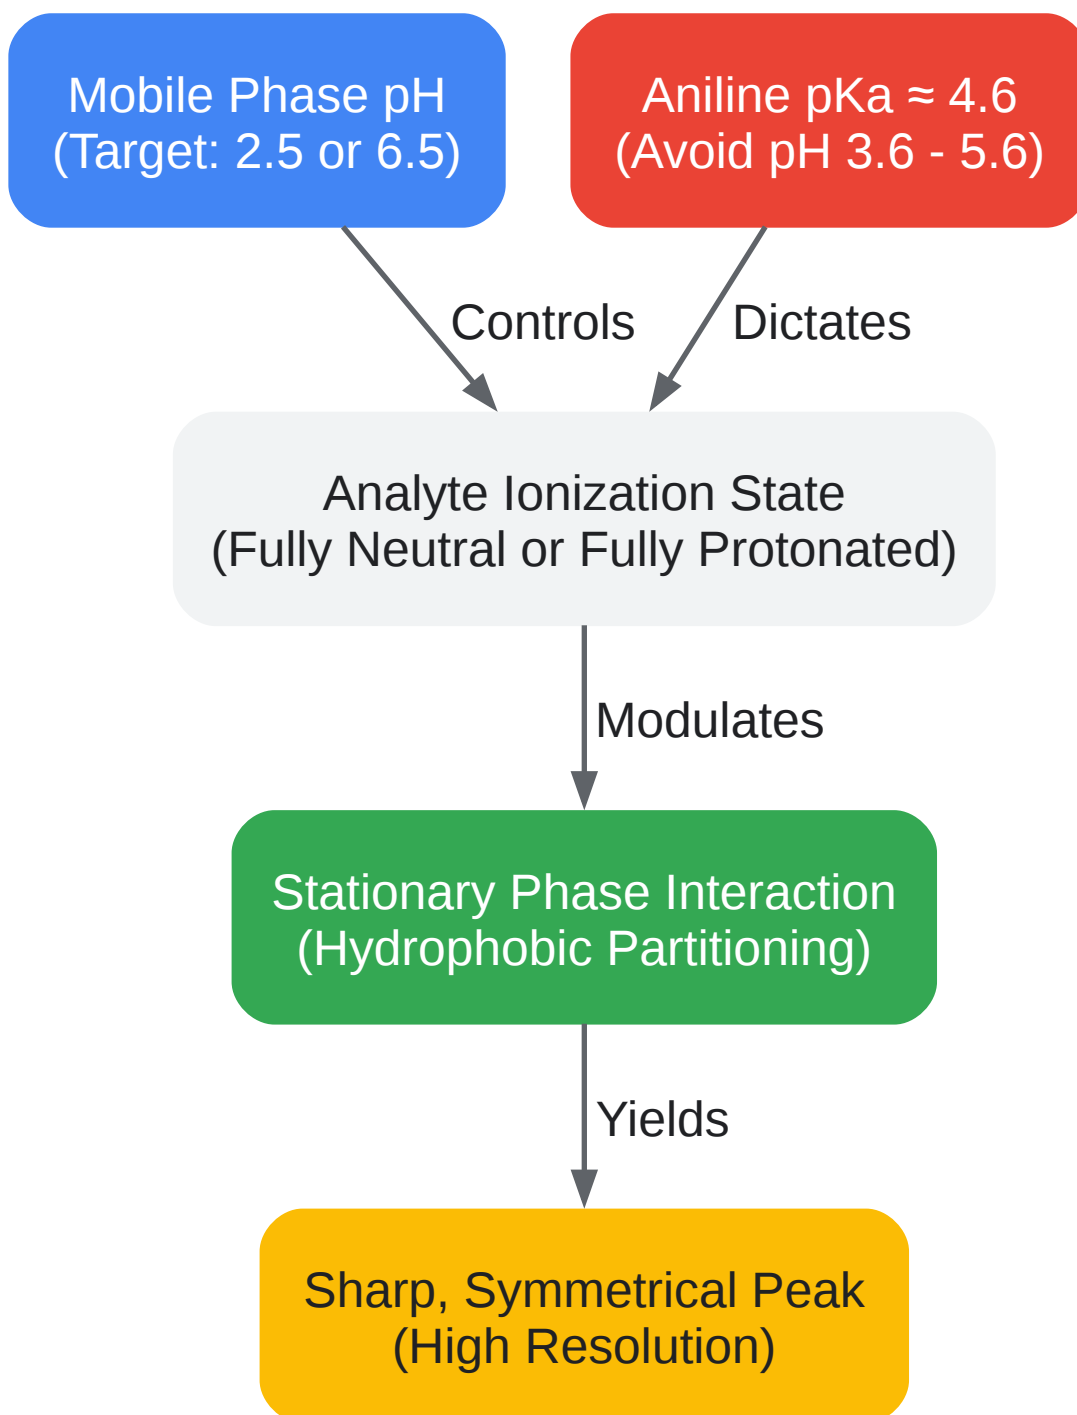 Mobile Phase pH
(Target: 2.5 or 6.5)
Aniline pKa ≈ 4.6
(Avoid pH 3.6 - 5.6)
Controls
Dictates
Analyte Ionization State
(Fully Neutral or Fully Protonated)
Modulates
Stationary Phase Interaction
(Hydrophobic Partitioning)
Yields
Sharp, Symmetrical Peak
(High Resolution)